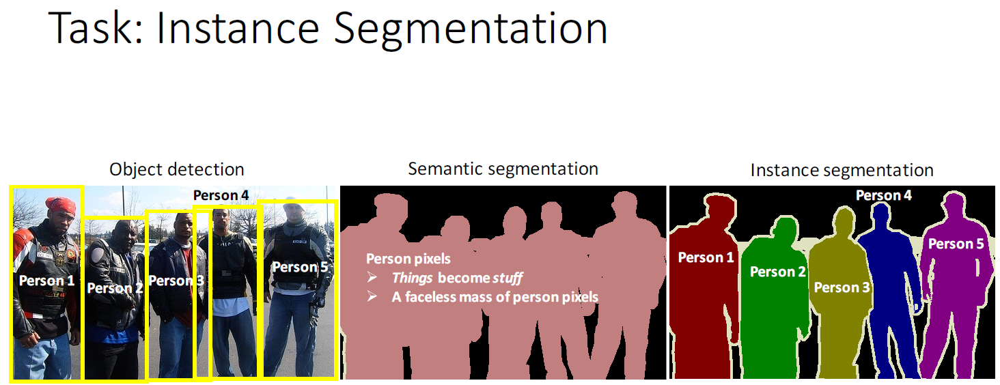 Task: Instance Segmentation
Object detection
Person 1
Person 2
Person 3
Person 4
Person 5
Semantic segmentation
Person pixels
➢ Things become stuff
➢ A faceless mass of person pixels
Instance segmentation
Person 1
Person 2
Person 3
Person 4
Person 5